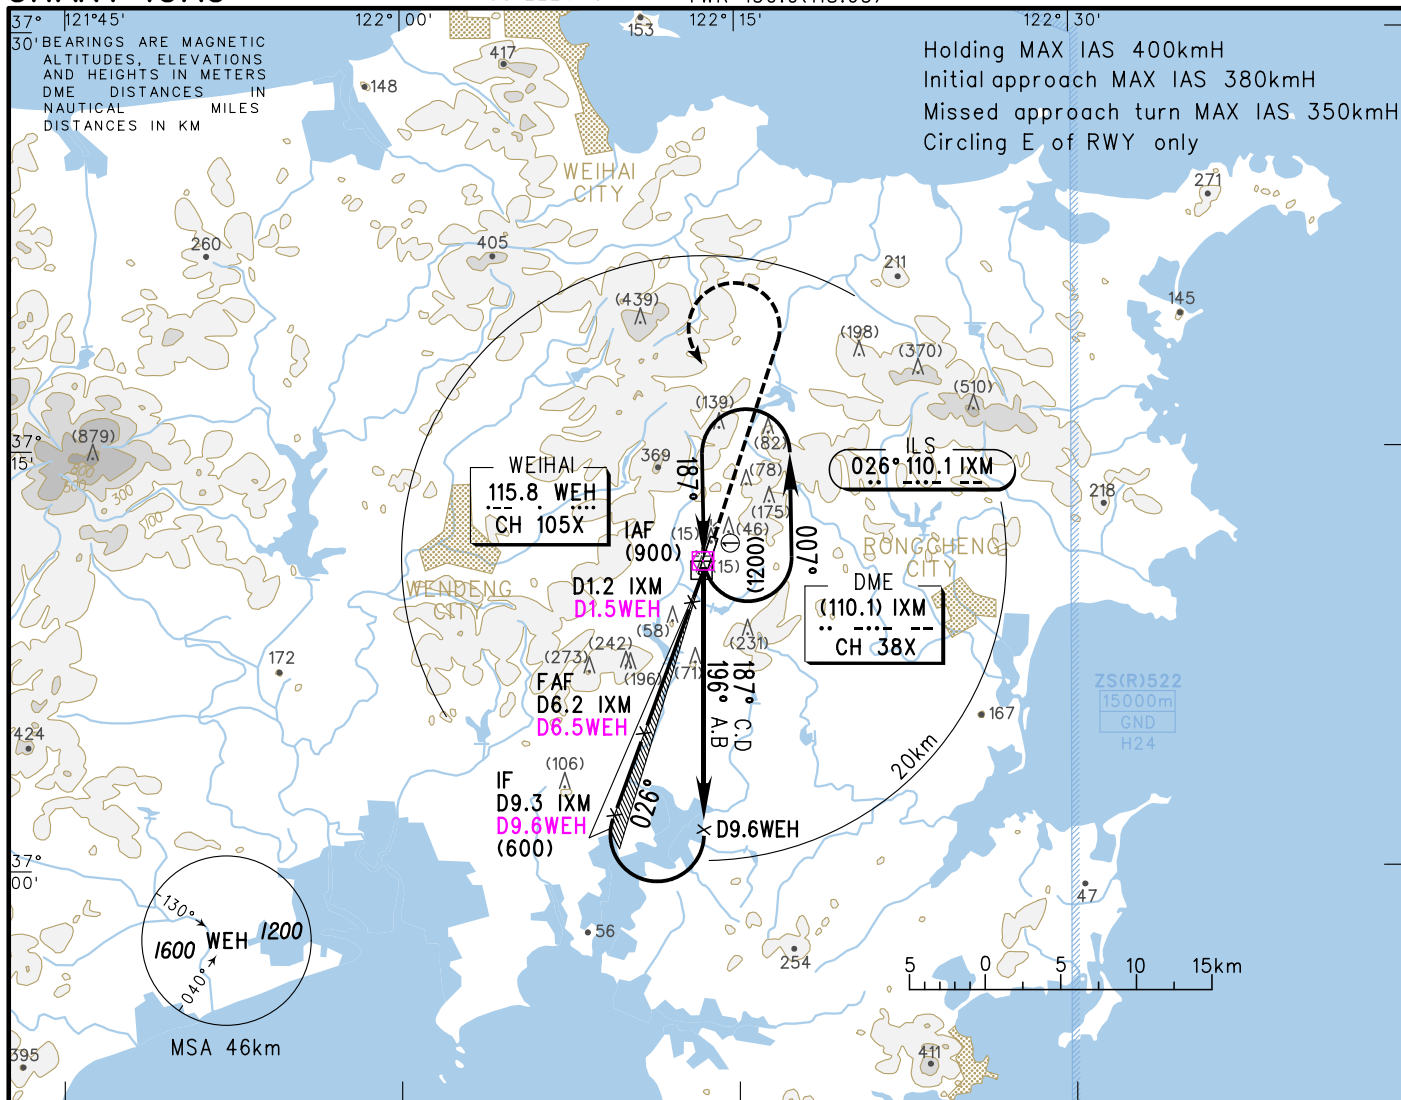 121°45'
122°00'
122°15'
122°30'
37°
30'
BEARINGS ARE MAGNETIC
ALTITUDES, ELEVATIONS
AND HEIGHTS IN METERS
DME DISTANCES IN
NAUTICAL MILES
DISTANCES IN KM
Holding MAX IAS 400kmH
Initial approach MAX IAS 380kmH
Missed approach turn MAX IAS 350kmH
Circling E of RWY only
153
417
148
WEIHAI
CITY
271
260
405
211
145
(439)
(198)
(370)
(510)
(139)
(82)
37°
15'
(879)
300
100
369
187°
(78)
(175)
ILS
026° 110.1 IXM
218
WEIHAI
115.8 WEH
CH 105X
IAF
(900)
(15)
(46)
1
(15)
(1200)
007°
RONGCHENG
CITY
WENDENG
CITY
D1.2 IXM
D1.5WEH
DME
(110.1) IXM
CH 38X
(58)
(231)
(242)
(273)
(196)
(71)
172
187° C.D
196° A.B
FAF
D6.2 IXM
D6.5WEH
ZS(R)522
15000m
GND
H24
167
424
20km
(106)
IF
D9.3 IXM
D9.6WEH
(600)
026°
D9.6WEH
37°
00'
47
130°
1600
WEH
1200
040°
MSA 46km
56
254
5 0 5 10 15km
395
411